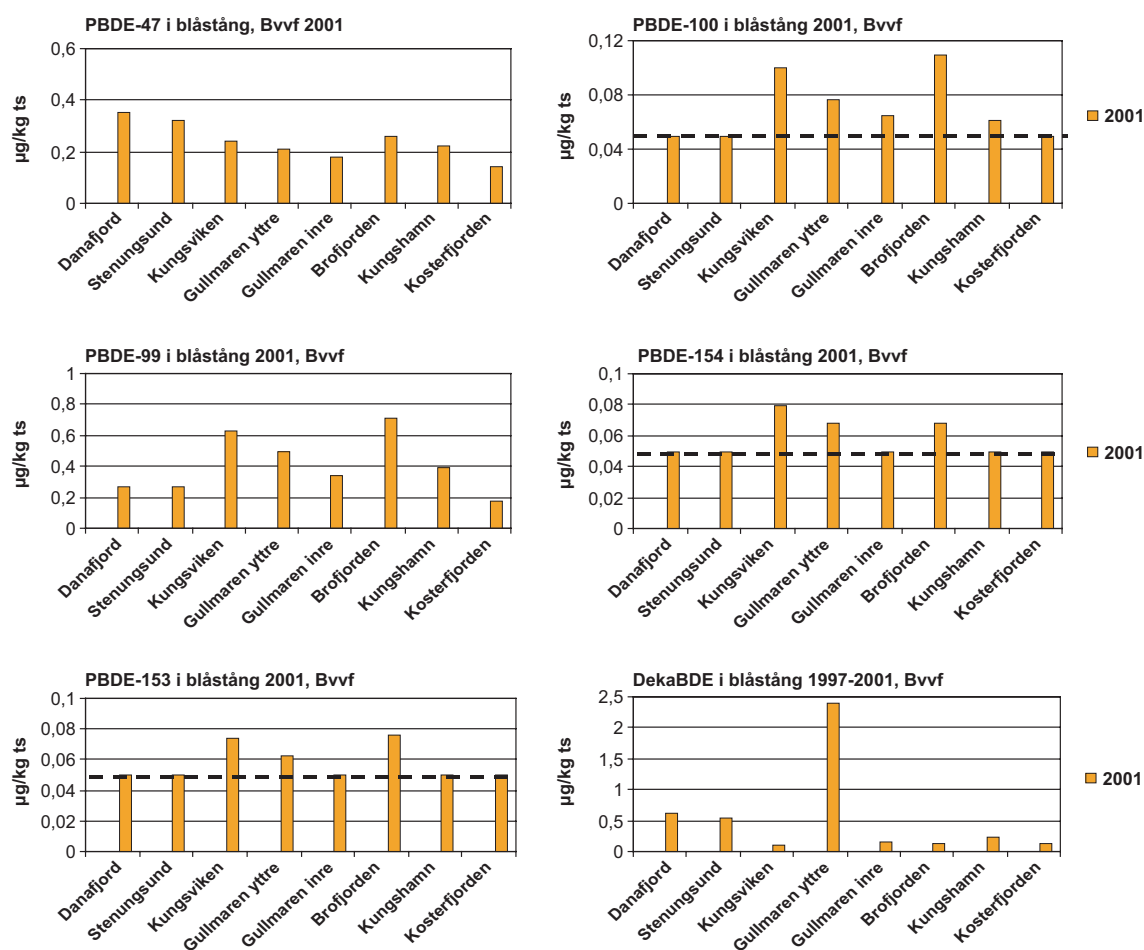 PBDE-47 i blåstång, Bvvf 2001
µg/kg ts
0,6
0,4
0,2
0
Danafjord
Stenungsund
Kungsviken
Gullmaren yttre
Gullmaren inre
Brofjorden
Kungshamn
Kosterfjorden
PBDE-100 i blåstång 2001, Bvvf
µg/kg ts
0,12
0,08
0,04
0
Danafjord
Stenungsund
Kungsviken
Gullmaren yttre
Gullmaren inre
Brofjorden
Kungshamn
Kosterfjorden
2001
PBDE-99 i blåstång 2001, Bvvf
µg/kg ts
1
0,8
0,6
0,4
0,2
0
Danafjord
Stenungsund
Kungsviken
Gullmaren yttre
Gullmaren inre
Brofjorden
Kungshamn
Kosterfjorden
PBDE-154 i blåstång 2001, Bvvf
µg/kg ts
0,1
0,08
0,06
0,04
0,02
0
Danafjord
Stenungsund
Kungsviken
Gullmaren yttre
Gullmaren inre
Brofjorden
Kungshamn
Kosterfjorden
2001
PBDE-153 i blåstång 2001, Bvvf
µg/kg ts
0,1
0,08
0,06
0,04
0,02
0
Danafjord
Stenungsund
Kungsviken
Gullmaren yttre
Gullmaren inre
Brofjorden
Kungshamn
Kosterfjorden
DekaBDE i blåstång 1997-2001, Bvvf
µg/kg ts
2,5
2
1,5
1
0,5
0
Danafjord
Stenungsund
Kungsviken
Gullmaren yttre
Gullmaren inre
Brofjorden
Kungshamn
Kosterfjorden
2001